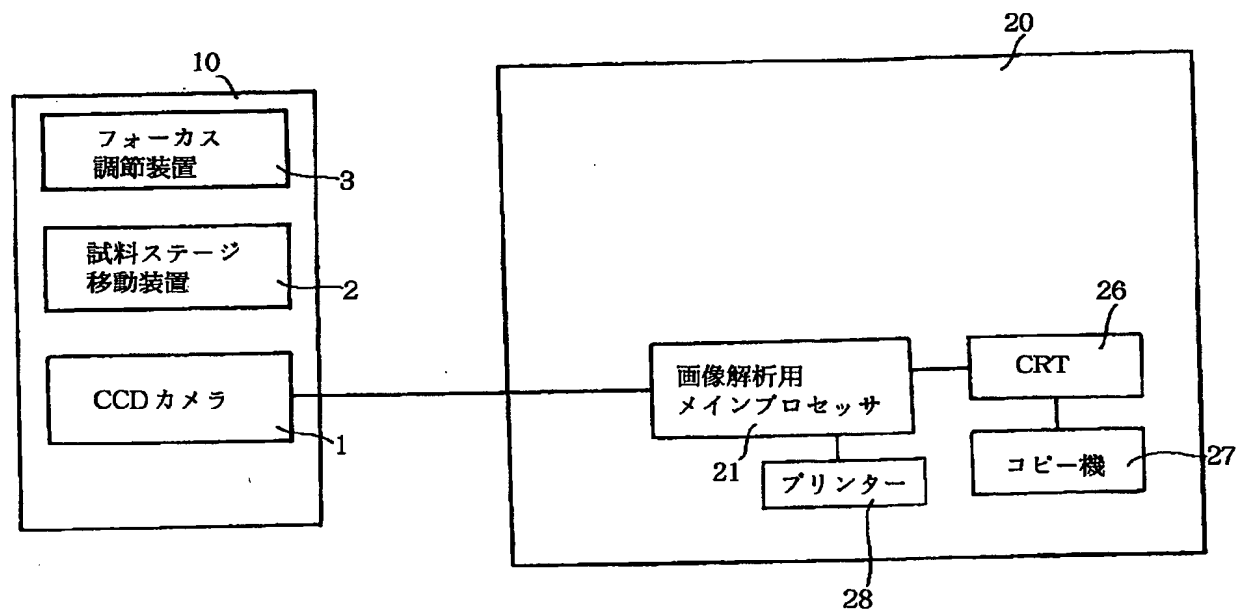 10
フォーカス
調節装置
3
試料ステージ
移動装置
2
CCDカメラ
1
20
画像解析用
メインプロセッサ
21
CRT
26
コピー機
27
プリンター
28